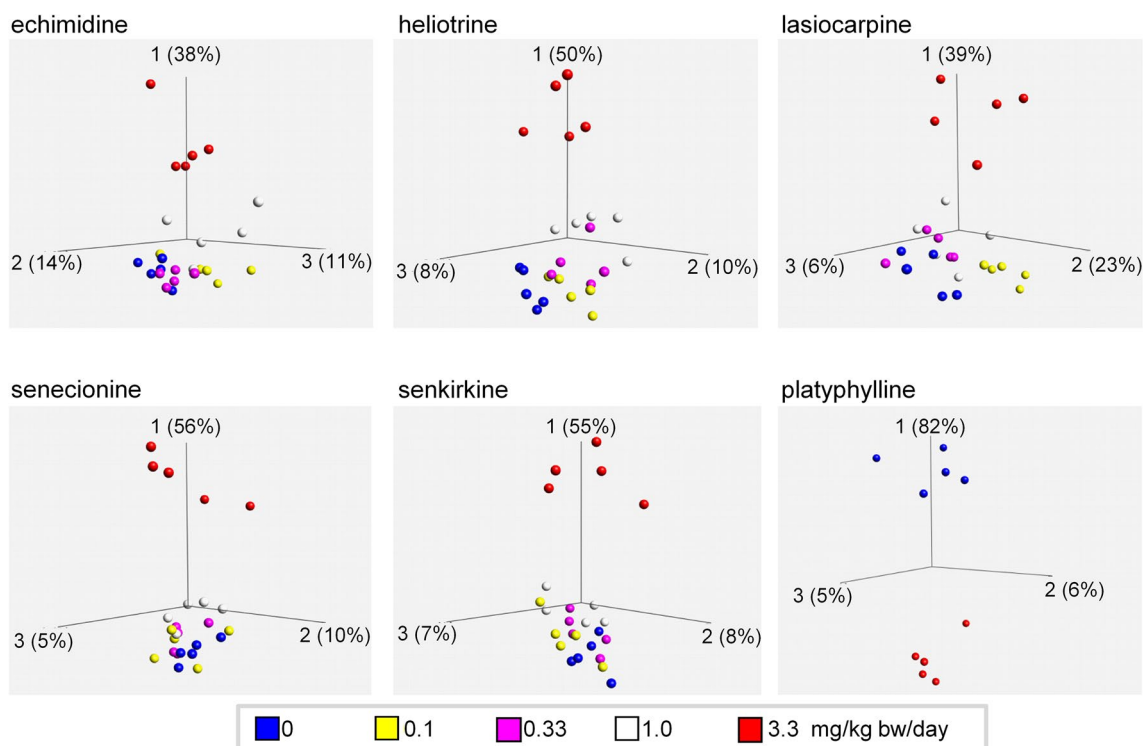 echimidine
1 (38%)
2 (14%)
3 (11%)
heliotrine
1 (50%)
3 (8%)
2 (10%)
lasiocarpine
1 (39%)
3 (6%)
2 (23%)
senecionine
1 (56%)
3 (5%)
2 (10%)
senkirkine
1 (55%)
3 (7%)
2 (8%)
platyphylline
1 (82%)
3 (5%)
2 (6%)
0 0.1 0.33 1.0 3.3 mg/kg bw/day